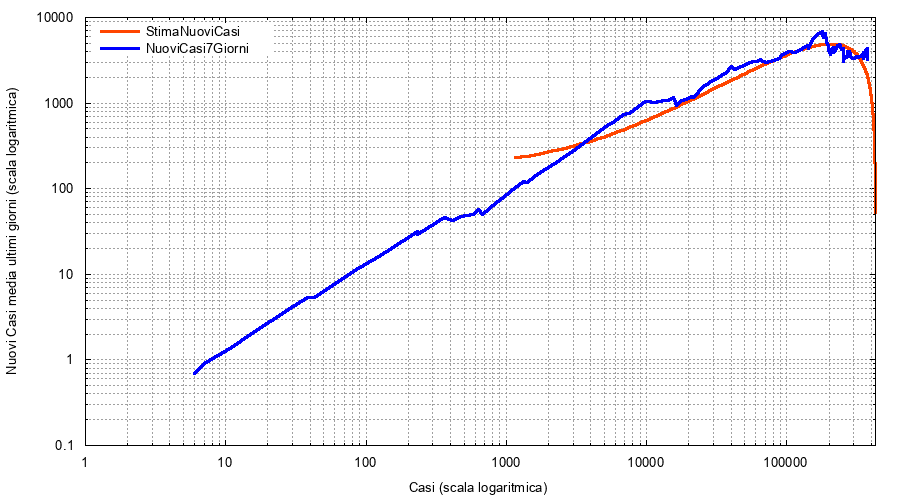 10000
1000
100
10
1
0.1
Nuovi Casi media ultimi giorni (scala logaritmica)
StimaNuoviCasi
NuoviCasi7Giorni
1 10 100 1000 10000 100000
Casi (scala logaritmica)